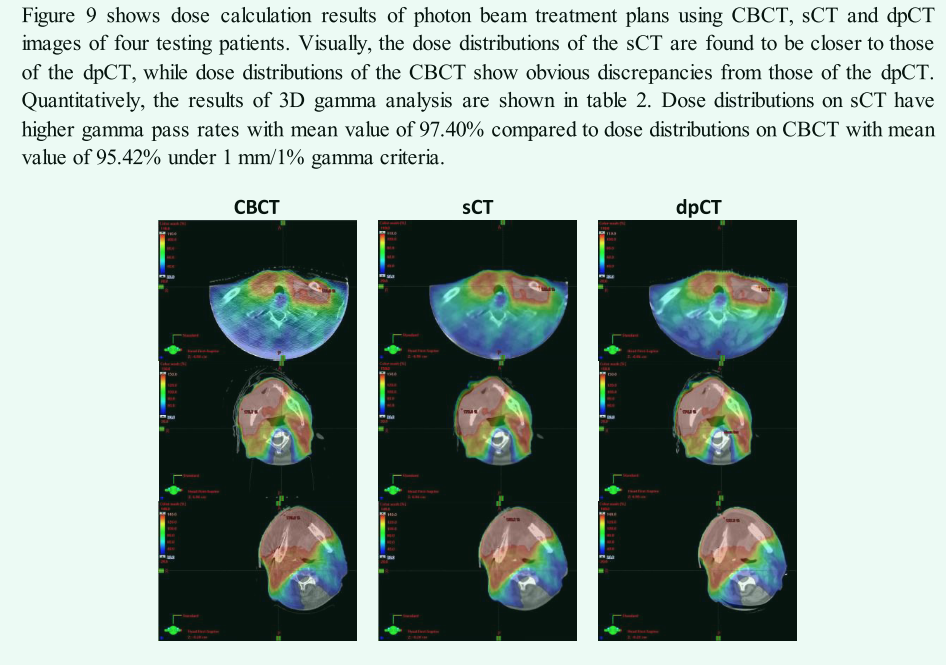 Figure 9 shows dose calculation results of photon beam treatment plans using CBCT, sCT and dpCT
images of four testing patients. Visually, the dose distributions of the sCT are found to be closer to those
of the dpCT, while dose distributions of the CBCT show obvious discrepancies from those of the dpCT.
Quantitatively, the results of 3D gamma analysis are shown in table 2. Dose distributions on sCT have
higher gamma pass rates with mean value of 97.40% compared to dose distributions on CBCT with mean
value of 95.42% under 1 mm/1% gamma criteria.
CBCT sCT dpCT